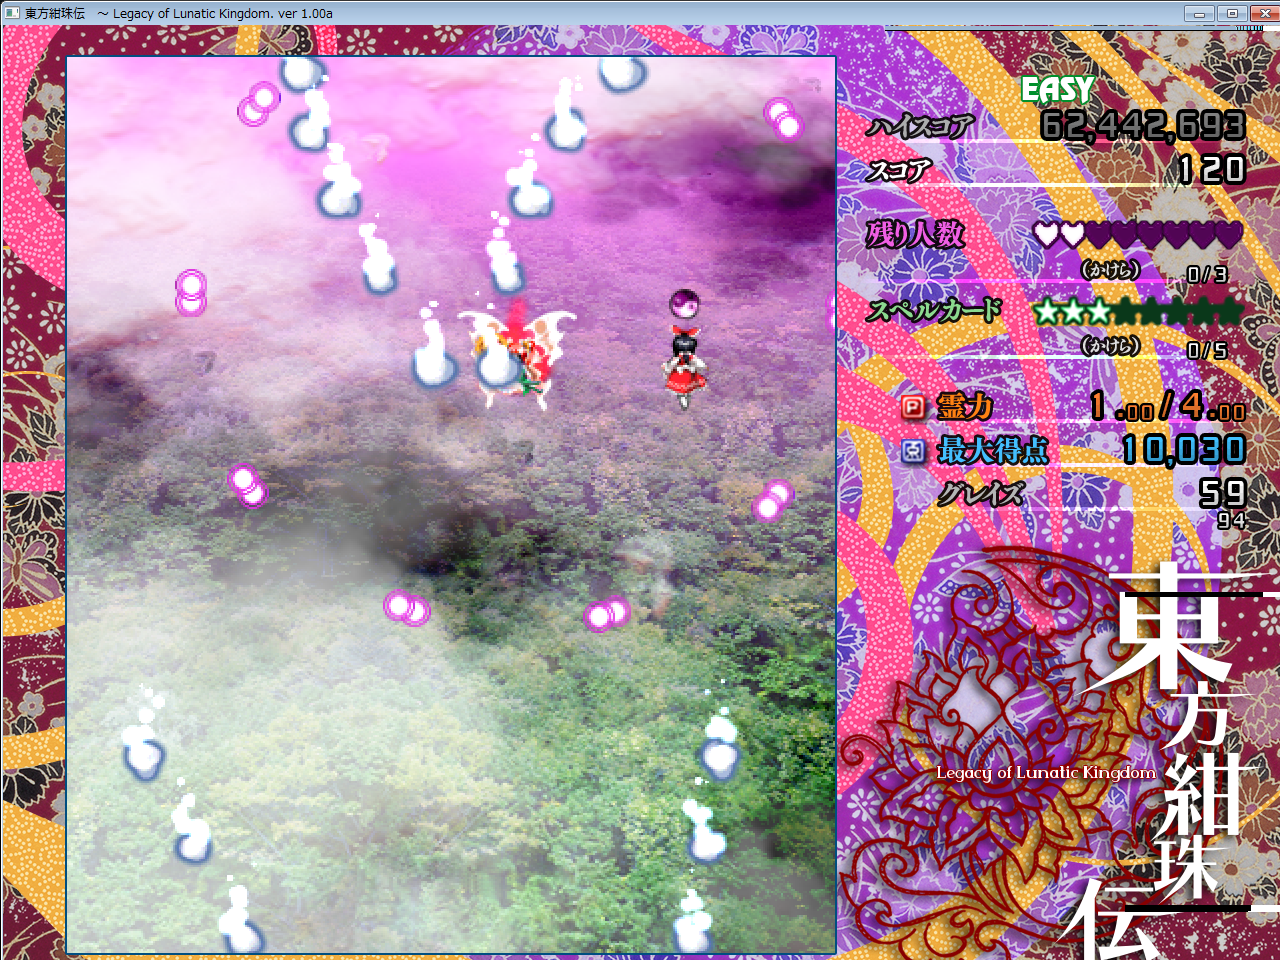 東方紺珠伝　～ Legacy of Lunatic Kingdom. ver 1.00a
EASY
ハイスコア 62,442,693
スコア 120
残り人数
(かけら) 0/3
スペルカード
(かけら) 0/5
P 霊力 1.00/4.00
最大得点 10,030
グレイズ 59
94
東方紺珠伝
Legacy of Lunatic Kingdom